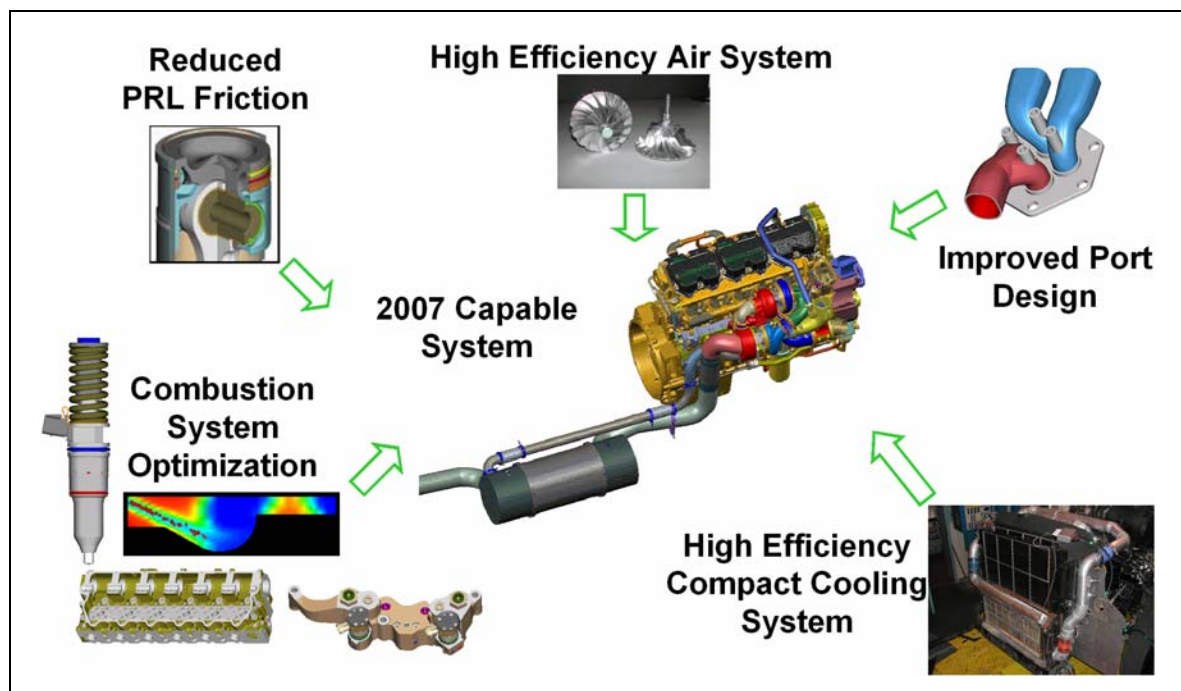 Reduced
PRL Friction
High Efficiency Air System
Improved Port
Design
2007 Capable
System
Combustion
System
Optimization
High Efficiency
Compact Cooling
System